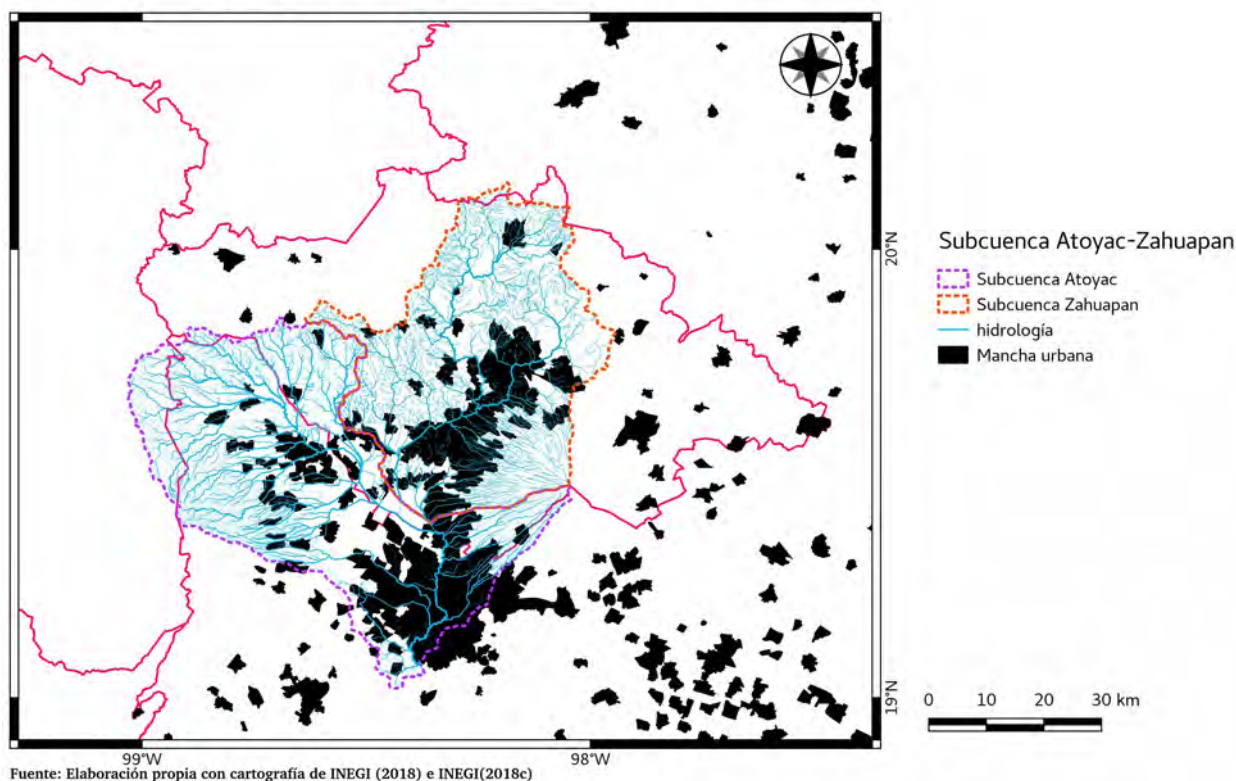 20°N
19°N
99°W
98°W
Subcuenca Atoyac-Zahuapan
Subcuenca Atoyac
Subcuenca Zahuapan
hidrología
Mancha urbana
0 10 20 30 km
Fuente: Elaboración propia con cartografía de INEGI (2018) e INEGI(2018c)